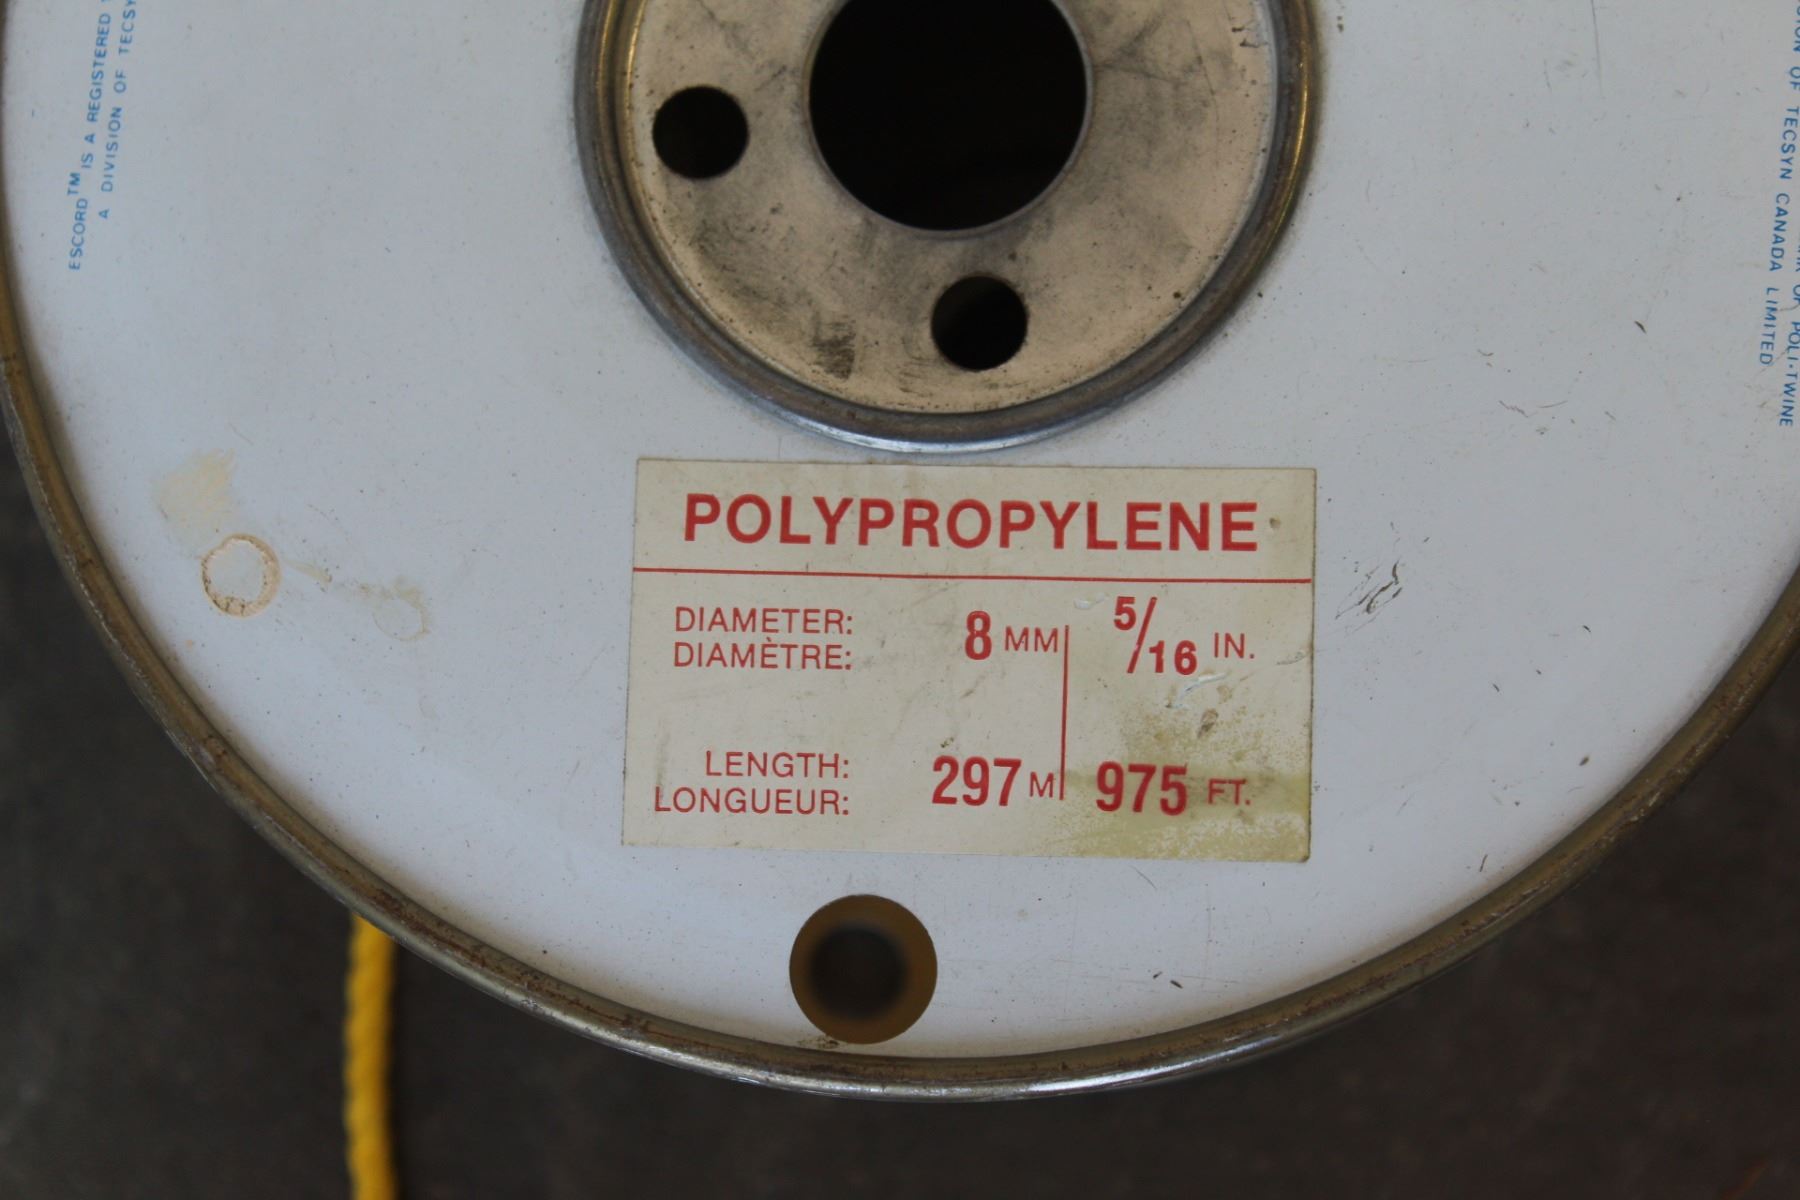 ESCORD™ IS A REGISTERED
A DIVISION OF TECSY
OF POLI-TWINE
OF TECSYN CANADA LIMITED
POLYPROPYLENE
DIAMETER: 8 MM 5/16 IN.
DIAMÈTRE:
LENGTH: 297 M 975 FT.
LONGUEUR: